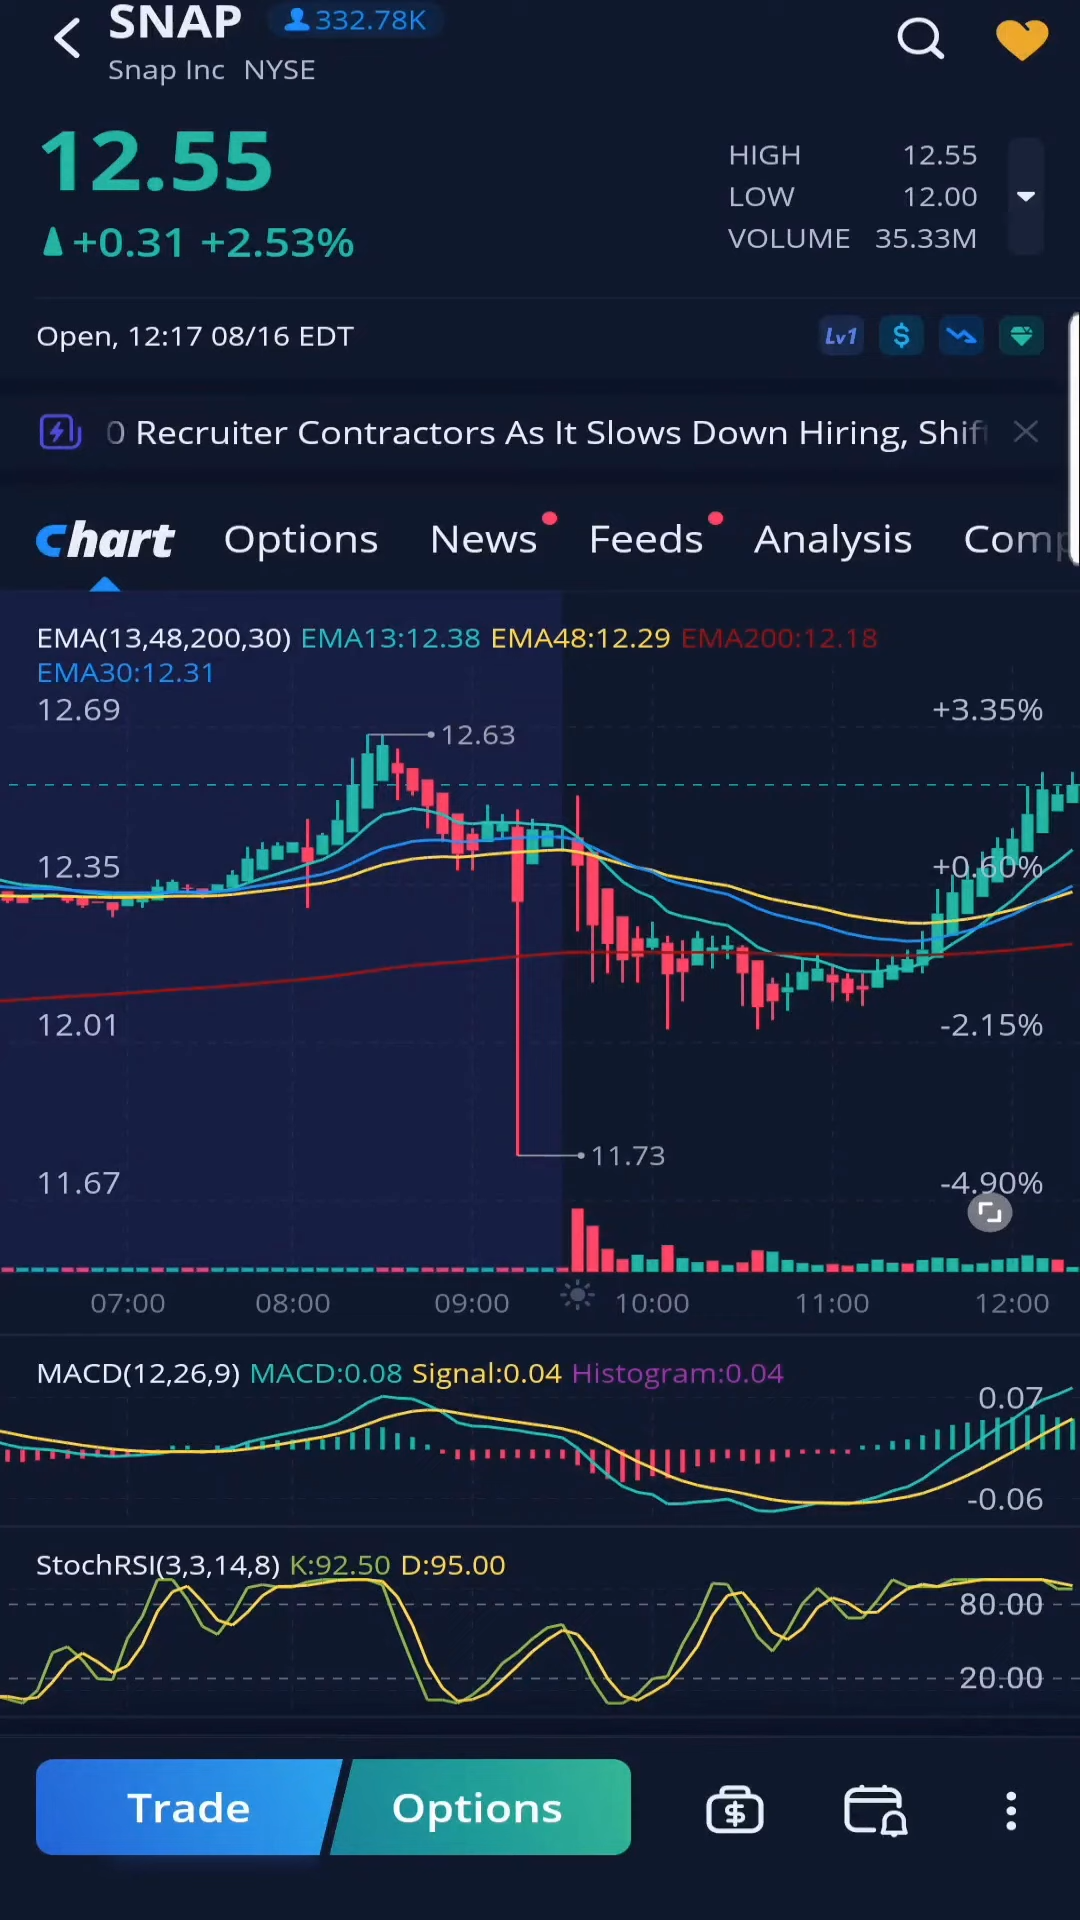 SNAP 332.78K
Snap Inc NYSE
12.55
+0.31 +2.53%
HIGH 12.55
LOW 12.00
VOLUME 35.33M
Open, 12:17 08/16 EDT
Lv1 $
0 Recruiter Contractors As It Slows Down Hiring, Shif
Chart Options News Feeds Analysis Comp
EMA(13,48,200,30) EMA13:12.38 EMA48:12.29 EMA200:12.18
EMA30:12.31
12.69 +3.35%
12.63
12.35 +0.60%
12.01 -2.15%
11.73
11.67 -4.90%
07:00 08:00 09:00 10:00 11:00 12:00
MACD(12,26,9) MACD:0.08 Signal:0.04 Histogram:0.04
0.07
-0.06
StochRSI(3,3,14,8) K:92.50 D:95.00
80.00
20.00
Trade Options $